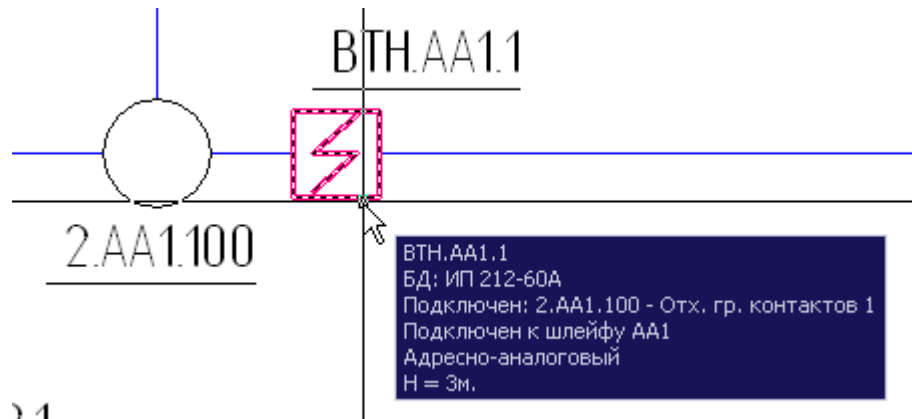 BTH.AA1.1
2.AA1.100
BTH.AA1.1
БД: ИП 212-60А
Подключен: 2.AA1.100 - Отх. гр. контактов 1
Подключен к шлейфу AA1
Адресно-аналоговый
H = 3м.